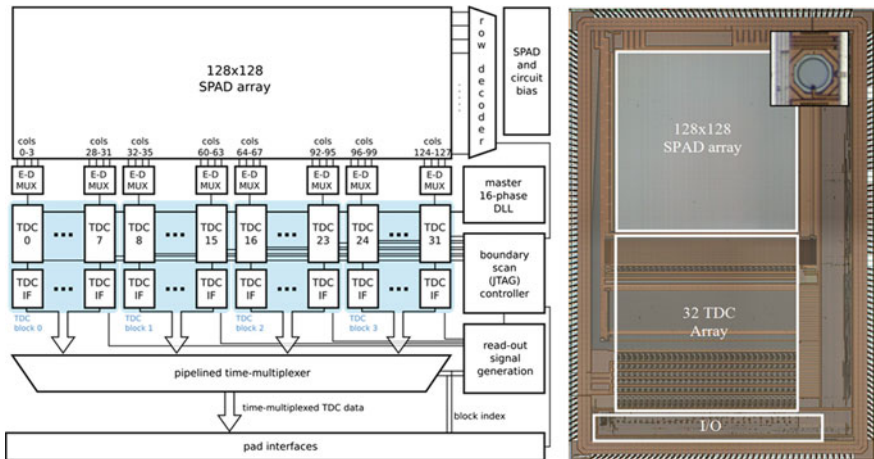 128x128
SPAD array
row decoder
SPAD
and
circuit
bias
cols
0-3
cols
28-31
cols
32-35
cols
60-63
cols
64-67
cols
92-95
cols
96-99
cols
124-127
E-D
MUX
E-D
MUX
E-D
MUX
E-D
MUX
E-D
MUX
E-D
MUX
E-D
MUX
E-D
MUX
master
16-phase
DLL
TDC
0
TDC
7
TDC
8
TDC
15
TDC
16
TDC
23
TDC
24
TDC
31
boundary
scan
(JTAG)
controller
TDC
IF
TDC
IF
TDC
IF
TDC
IF
TDC
IF
TDC
IF
TDC
IF
TDC
IF
TDC
block 0
TDC
block 1
TDC
block 2
TDC
block 3
read-out
signal
generation
pipelined time-multiplexer
time-multiplexed TDC data
block index
pad interfaces
128x128
SPAD array
32 TDC
Array
I/O